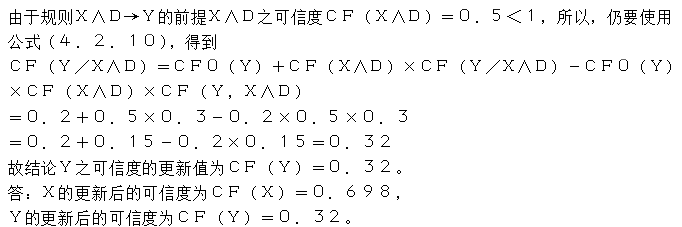 由于规则X∧D→Y的前提X∧D之可信度CF(X∧D)=0.5<1，所以，仍要使用
公式(4.2.10)，得到
CF(Y/X∧D)=CF0(Y)+CF(X∧D)×CF(Y/X∧D)-CF0(Y)
×CF(X∧D)×CF(Y,X∧D)
=0.2+0.5×0.3-0.2×0.5×0.3
=0.2+0.15-0.2×0.15=0.32
故结论Y之可信度的更新值为CF(Y)=0.32。
答：X的更新后的可信度为CF(X)=0.698，
Y的更新后的可信度为CF(Y)=0.32。